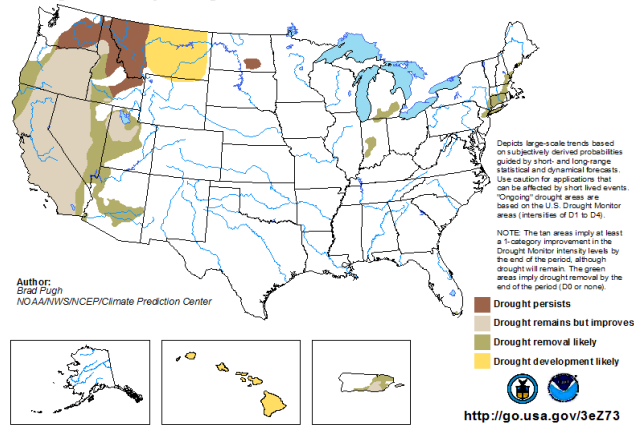 Depicts large-scale trends based
on subjectively derived probabilities
guided by short- and long-range
statistical and dynamical forecasts.
Use caution for applications that
can be affected by short lived events.
"Ongoing" drought areas are
based on the U.S. Drought Monitor
areas (intensities of D1 to D4).
NOTE: The tan areas imply at least
a 1-category improvement in the
Drought Monitor intensity levels by
the end of the period, although
drought will remain. The green
areas imply drought removal by the
end of the period (D0 or none).
Author:
Brad Pugh
NOAA/NWS/NCEP/Climate Prediction Center
Drought persists
Drought remains but improves
Drought removal likely
Drought development likely
http://go.usa.gov/3eZ73